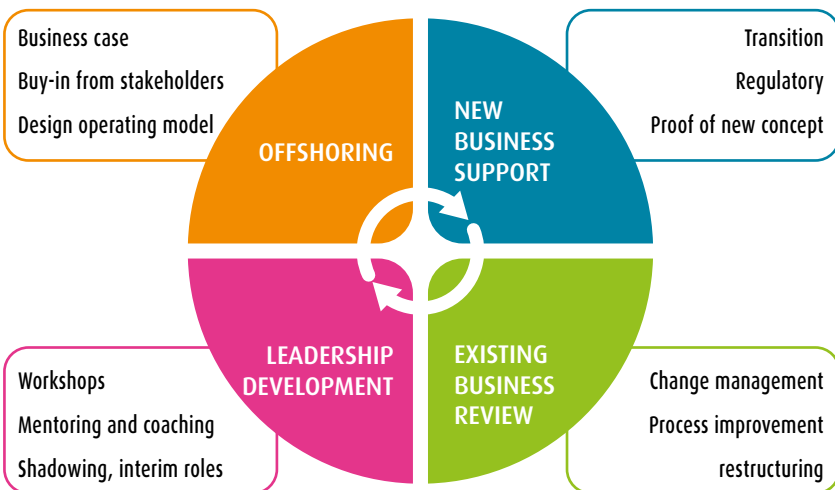 Business case
Buy-in from stakeholders
Design operating model
OFFSHORING
NEW
BUSINESS
SUPPORT
Transition
Regulatory
Proof of new concept
Workshops
Mentoring and coaching
Shadowing, interim roles
LEADERSHIP
DEVELOPMENT
EXISTING
BUSINESS
REVIEW
Change management
Process improvement
restructuring